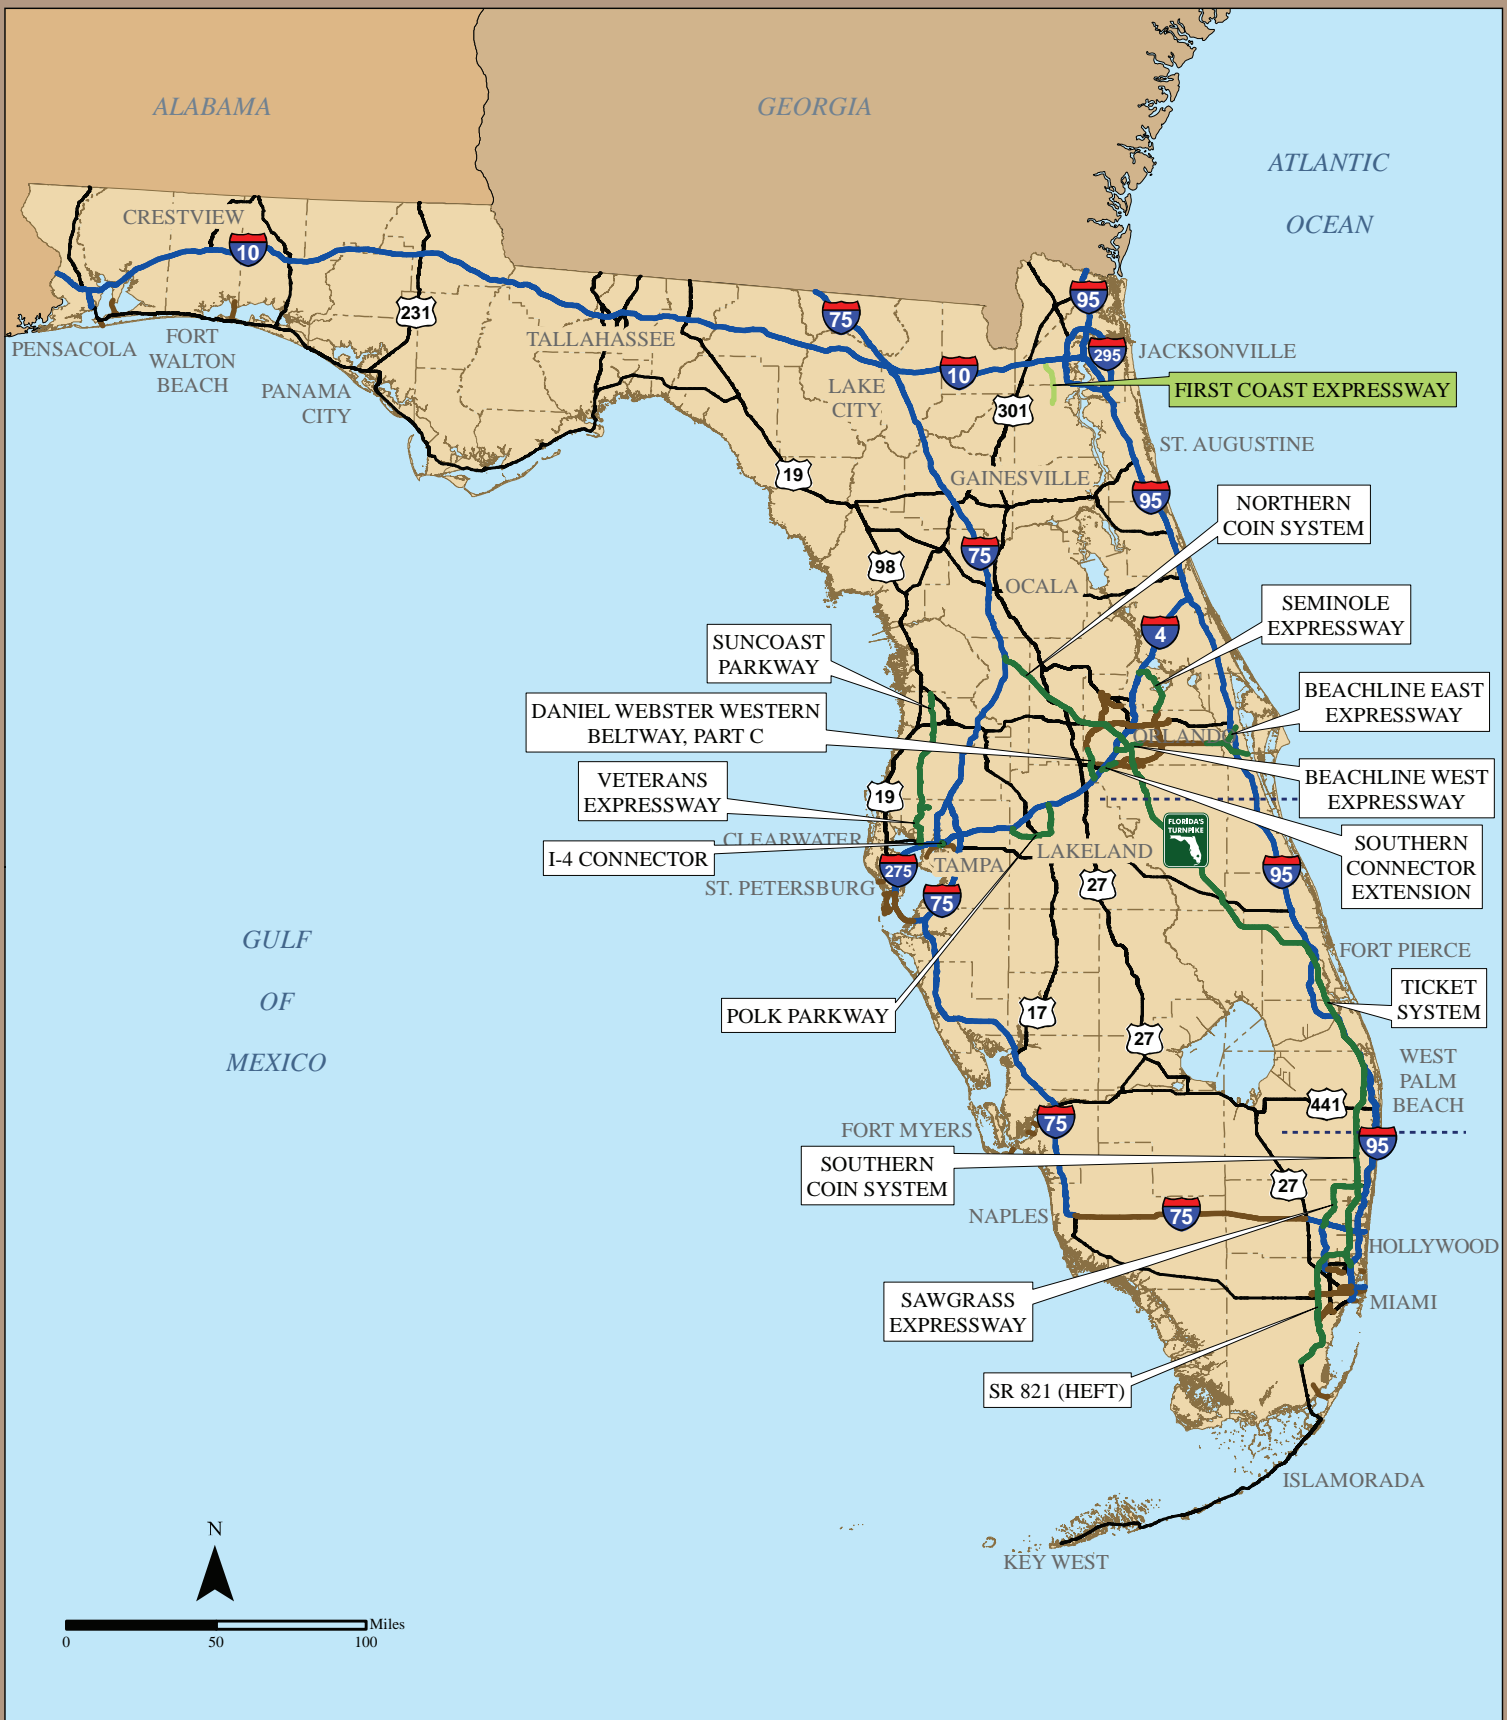 ALABAMA
GEORGIA
ATLANTIC
OCEAN
CRESTVIEW
10
231
PENSACOLA
FORT
WALTON
BEACH
PANAMA
CITY
TALLAHASSEE
75
LAKE
CITY
10
95
295
JACKSONVILLE
FIRST COAST EXPRESSWAY
301
ST. AUGUSTINE
19
GAINESVILLE
95
NORTHERN
COIN SYSTEM
98
75
OCALA
SEMINOLE
EXPRESSWAY
4
SUNCOAST
PARKWAY
BEACHLINE EAST
EXPRESSWAY
DANIEL WEBSTER WESTERN
BELTWAY, PART C
ORLANDO
BEACHLINE WEST
EXPRESSWAY
VETERANS
EXPRESSWAY
19
FLORIDA'S
TURNPIKE
CLEARWATER
I-4 CONNECTOR
TAMPA
LAKELAND
SOUTHERN
CONNECTOR
EXTENSION
275
ST. PETERSBURG
75
27
95
GULF
OF
MEXICO
FORT PIERCE
TICKET
SYSTEM
POLK PARKWAY
17
27
WEST
PALM
BEACH
441
FORT MYERS
75
95
SOUTHERN
COIN SYSTEM
27
NAPLES
75
HOLLYWOOD
SAWGRASS
EXPRESSWAY
MIAMI
SR 821 (HEFT)
ISLAMORADA
KEY WEST
N
Miles
0
50
100